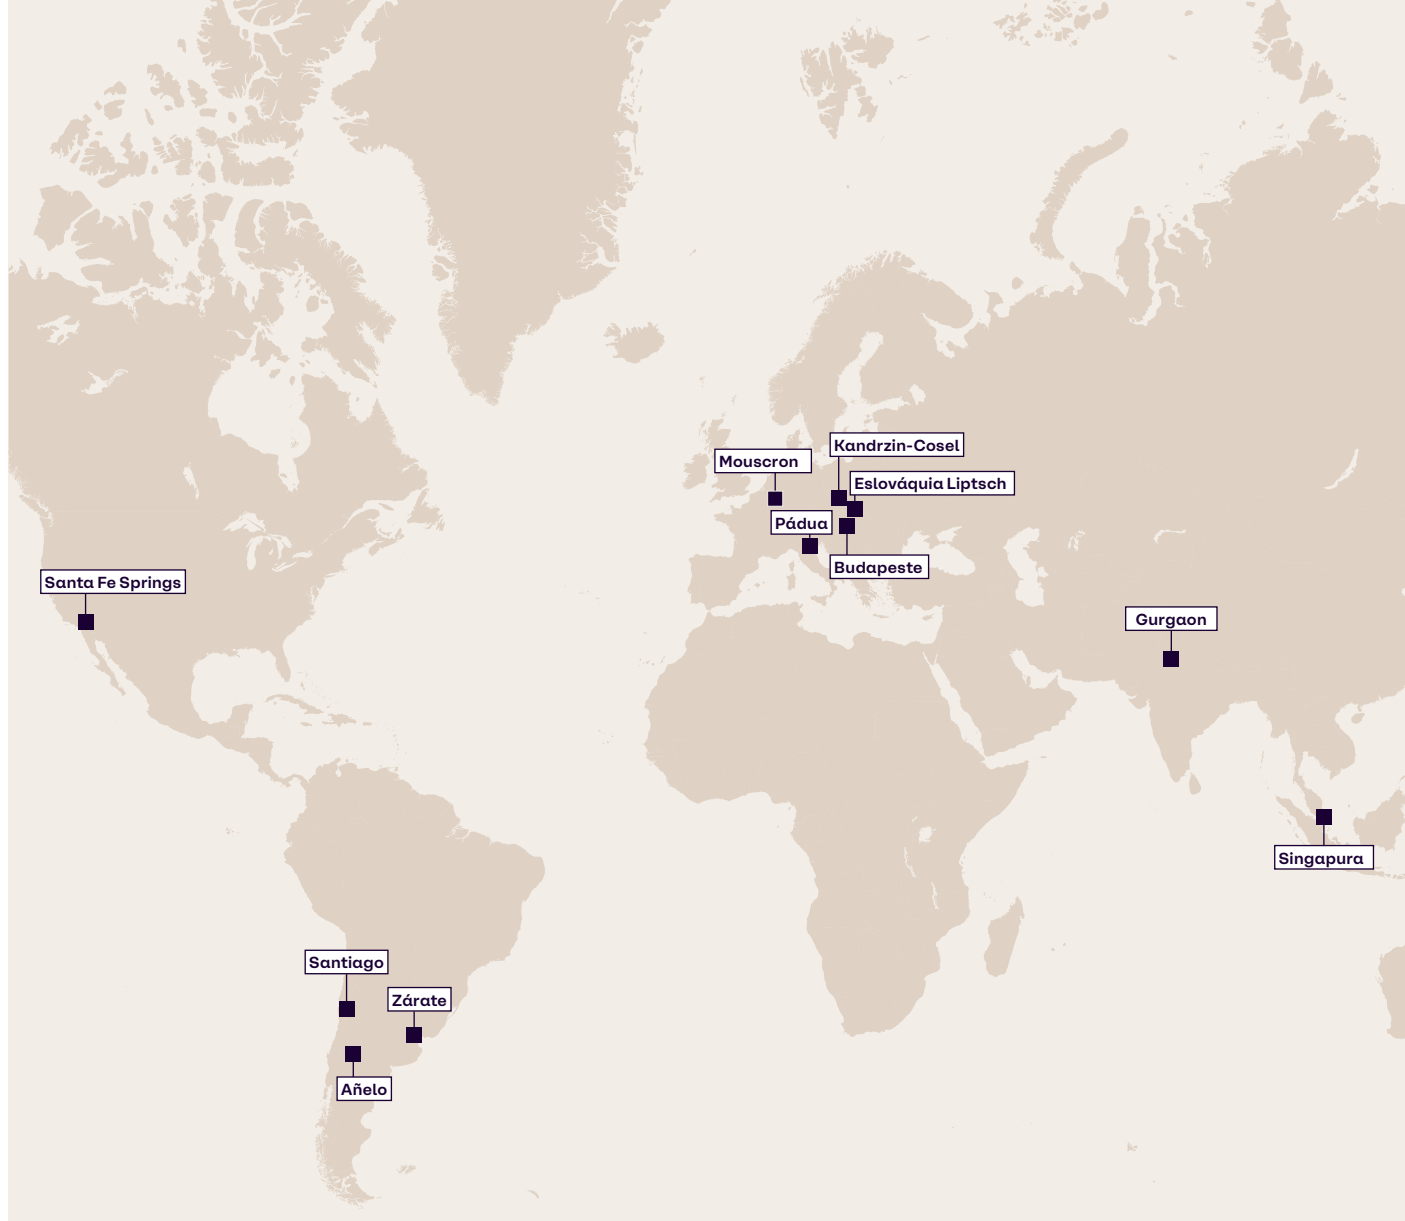 Kandrzin-Cosel
Mouscron
Eslováquia Liptsch
Pádua
Budapeste
Santa Fe Springs
Gurgaon
Singapura
Santiago
Zárate
Añelo